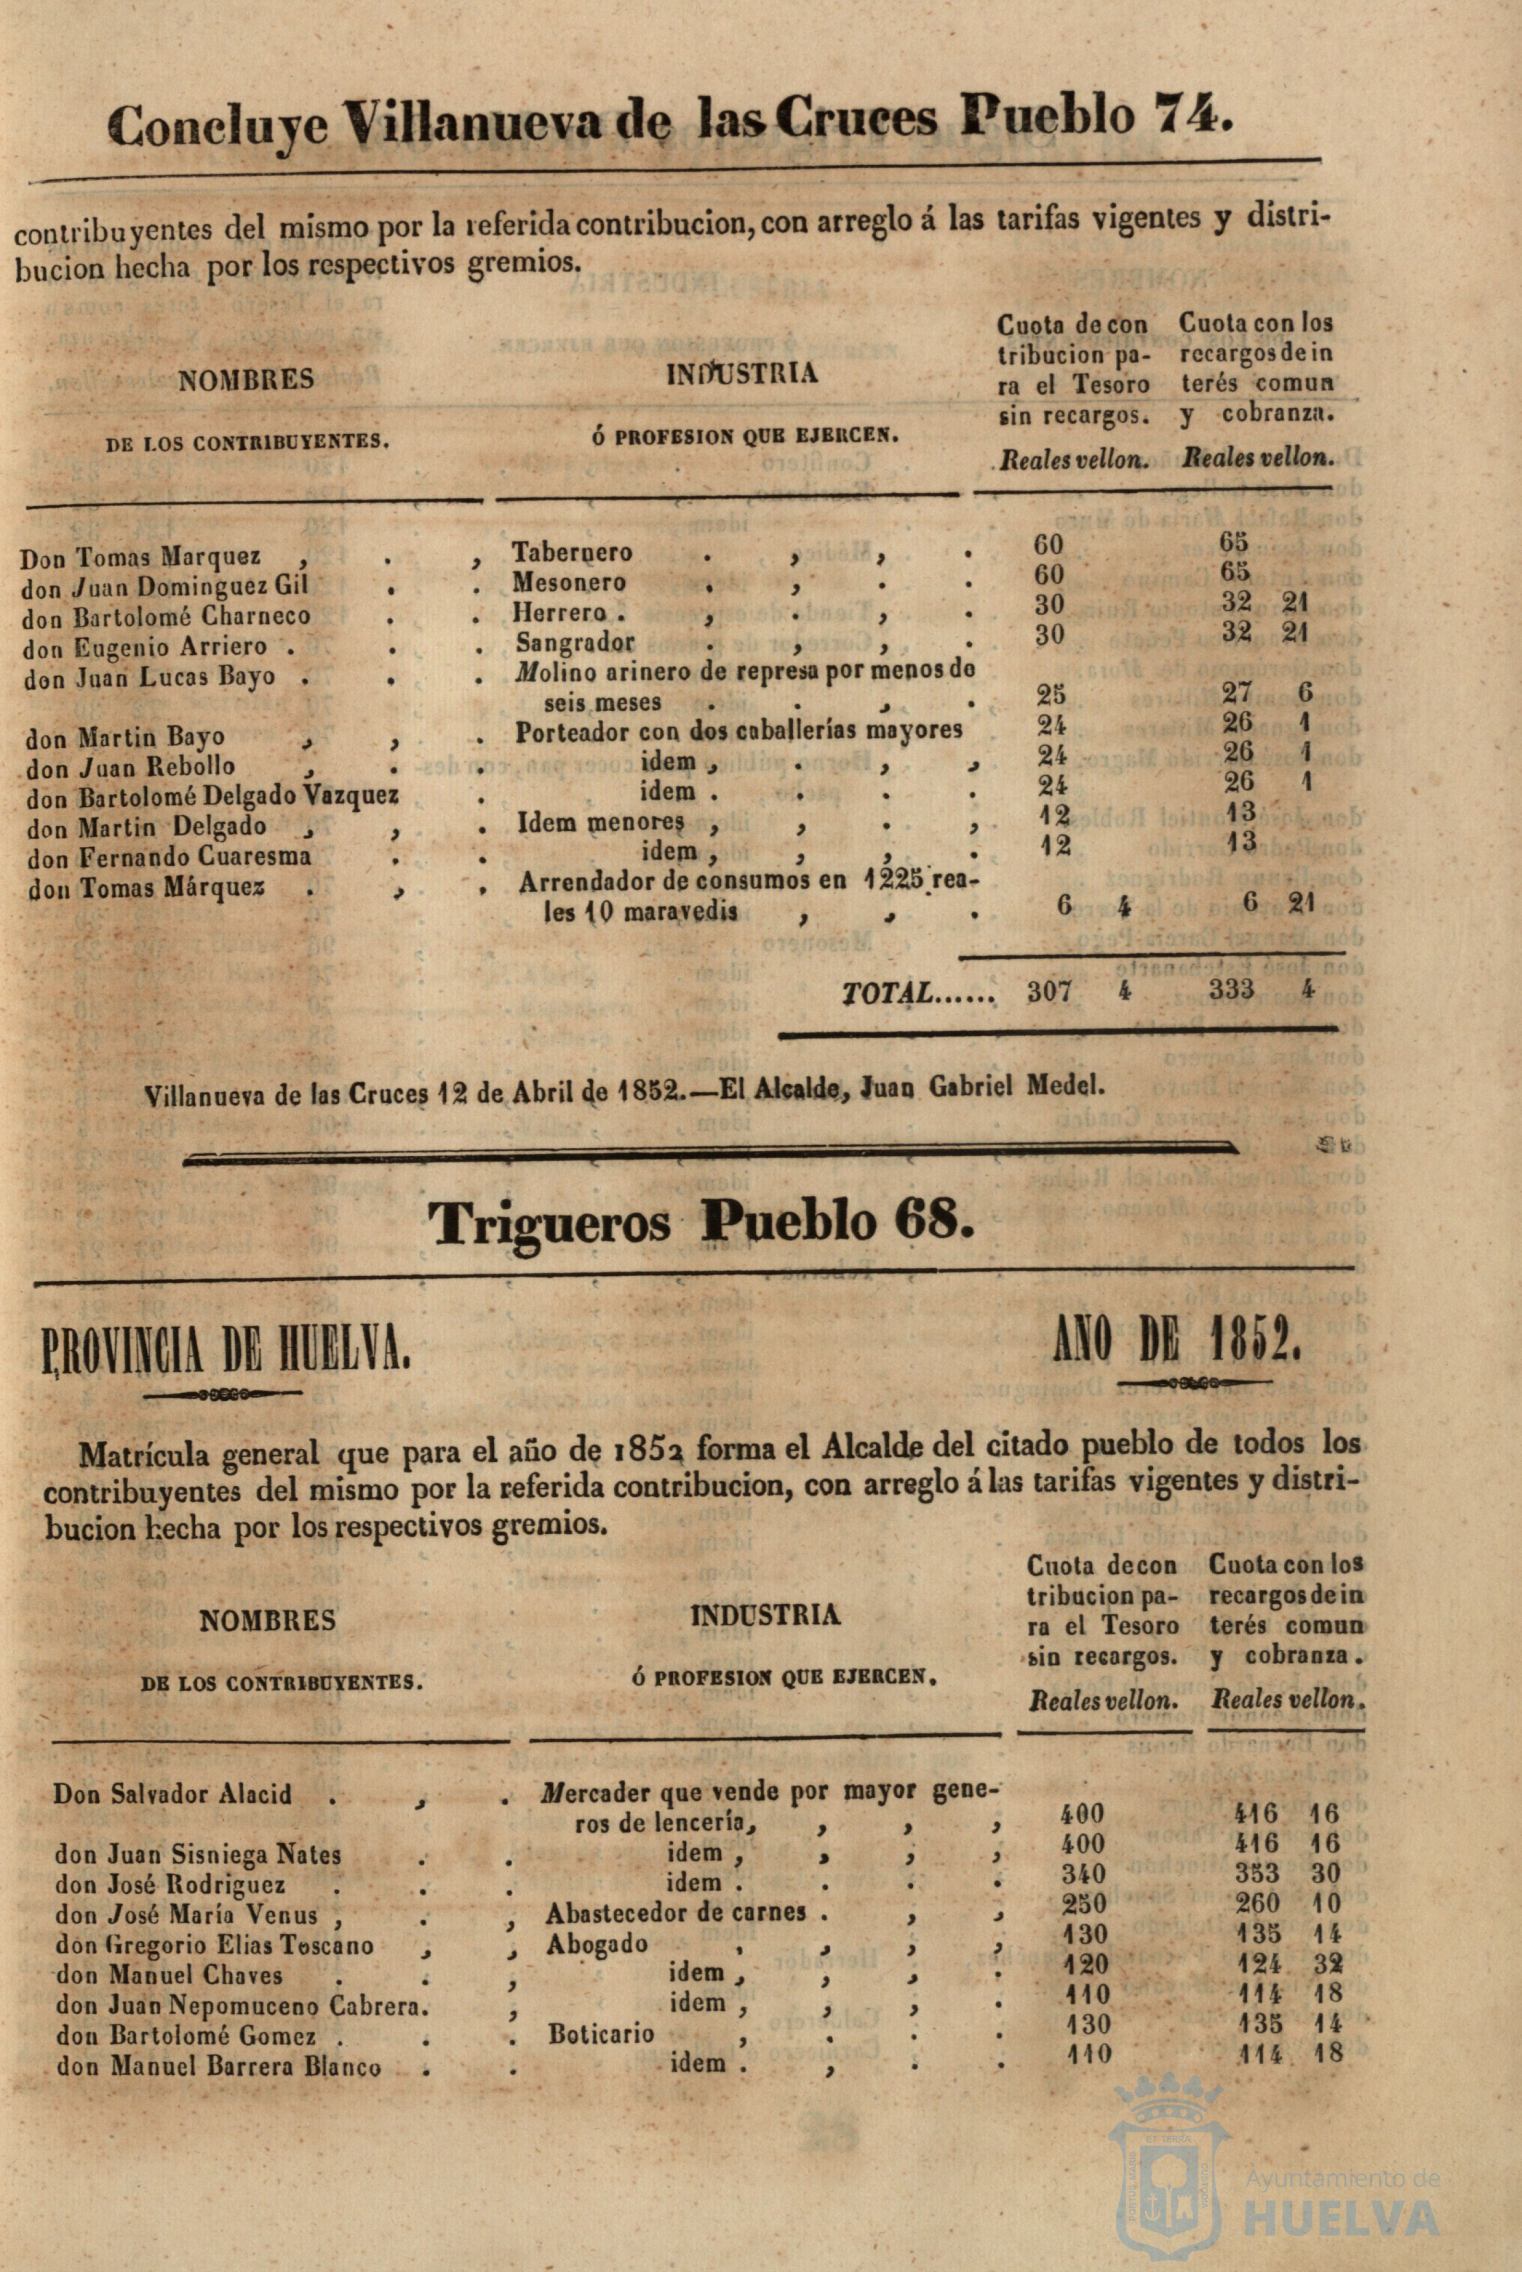 Concluye Villanueva de las Cruces Pueblo 74.
contribuyentes del mismo por la referida contribucion, con arreglo á las tarifas vigentes y distri-
bucion hecha por los respectivos gremios.
NOMBRES
DE LOS CONTRIBUYENTES.
INDUSTRIA
Ó PROFESION QUE EJERCEN.
Cuota de con
tribucion pa-
ra el Tesoro
sin recargos.
Reales vellon.
Cuota con los
recargos de in
terés comun
y cobranza.
Reales vellon.
Don Tomas Marquez , . , Tabernero . , , . 60 65
don Juan Dominguez Gil . . Mesonero . , . . 60 65
don Bartolomé Charneco . . Herrero . , . , . 30 32 21
don Eugenio Arriero . . . Sangrador . , , . 30 32 21
don Juan Lucas Bayo . . . Molino arinero de represa por menos de
seis meses . . , . 25 27 6
don Martin Bayo , , . Porteador con dos caballerías mayores 24 26 1
don Juan Rebollo , . . idem , . , , 24 26 1
don Bartolomé Delgado Vazquez . idem . . . . 24 26 1
don Martin Delgado , , . Idem menores , , . , 12 13
don Fernando Cuaresma . . idem , , , . 12 13
don Tomas Márquez . , . Arrendador de consumos en 1225 rea-
les 10 maravedis , , . 6 4 6 21
TOTAL...... 307 4 333 4
Villanueva de las Cruces 12 de Abril de 1852.—El Alcalde, Juan Gabriel Medel.
Trigueros Pueblo 68.
PROVINCIA DE HUELVA.
AÑO DE 1852.
Matrícula general que para el año de 1852 forma el Alcalde del citado pueblo de todos los
contribuyentes del mismo por la referida contribucion, con arreglo á las tarifas vigentes y distri-
bucion hecha por los respectivos gremios.
NOMBRES
DE LOS CONTRIBUYENTES.
INDUSTRIA
Ó PROFESION QUE EJERCEN.
Cuota de con
tribucion pa-
ra el Tesoro
sin recargos.
Reales vellon.
Cuota con los
recargos de in
terés comun
y cobranza.
Reales vellon.
Don Salvador Alacid . , . Mercader que vende por mayor gene-
ros de lencería, , , , 400 416 16
don Juan Sisniega Nates . . idem , , , , 400 416 16
don José Rodriguez . . . idem . . . . 340 353 30
don José María Venus , . , Abastecedor de carnes . , , 250 260 10
don Gregorio Elias Toscano , , Abogado , , , , 130 135 14
don Manuel Chaves . . , idem , , , . 120 124 32
don Juan Nepomuceno Cabrera. , idem , , , . 110 114 18
don Bartolomé Gomez . . . Boticario , . . . 130 135 14
don Manuel Barrera Blanco . . idem . , . . 110 114 18
Ayuntamiento de
HUELVA